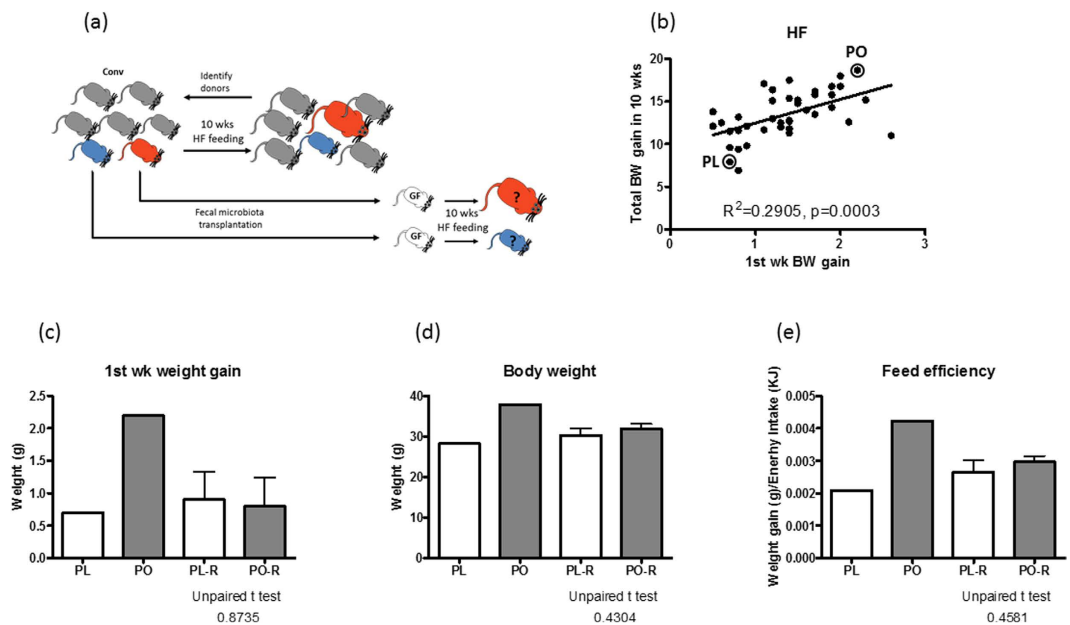 (a)
Conv
Identify
donors
10 wks
HF feeding
Fecal microbiota
transplantation
GF
GF
10 wks
HF feeding
?
?
(b)
HF
Total BW gain in 10 wks
20
15
10
5
0
PO
PL
R2=0.2905, p=0.0003
0 1 2 3
1st wk BW gain
(c)
1st wk weight gain
Weight (g)
2.5
2.0
1.5
1.0
0.5
0.0
PL PO PL-R PO-R
Unpaired t test
0.8735
(d)
Body weight
Weight (g)
40
30
20
10
0
PL PO PL-R PO-R
Unpaired t test
0.4304
(e)
Feed efficiency
Weight gain (g)/Enerhy Intake (KJ)
0.005
0.004
0.003
0.002
0.001
0.000
PL PO PL-R PO-R
Unpaired t test
0.4581